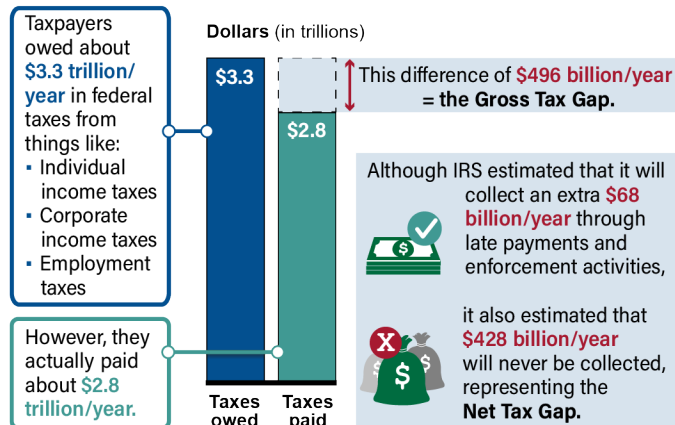 Taxpayers
owed about
$3.3 trillion/
year in federal
taxes from
things like:
▪ Individual
income taxes
▪ Corporate
income taxes
▪ Employment
taxes
However, they
actually paid
about $2.8
trillion/year.
Dollars (in trillions)
$3.3
$2.8
Taxes
owed
Taxes
paid
This difference of $496 billion/year
= the Gross Tax Gap.
Although IRS estimated that it will
collect an extra $68
billion/year through
late payments and
enforcement activities,
$
it also estimated that
$428 billion/year
will never be collected,
representing the
Net Tax Gap.
X
$
$
$